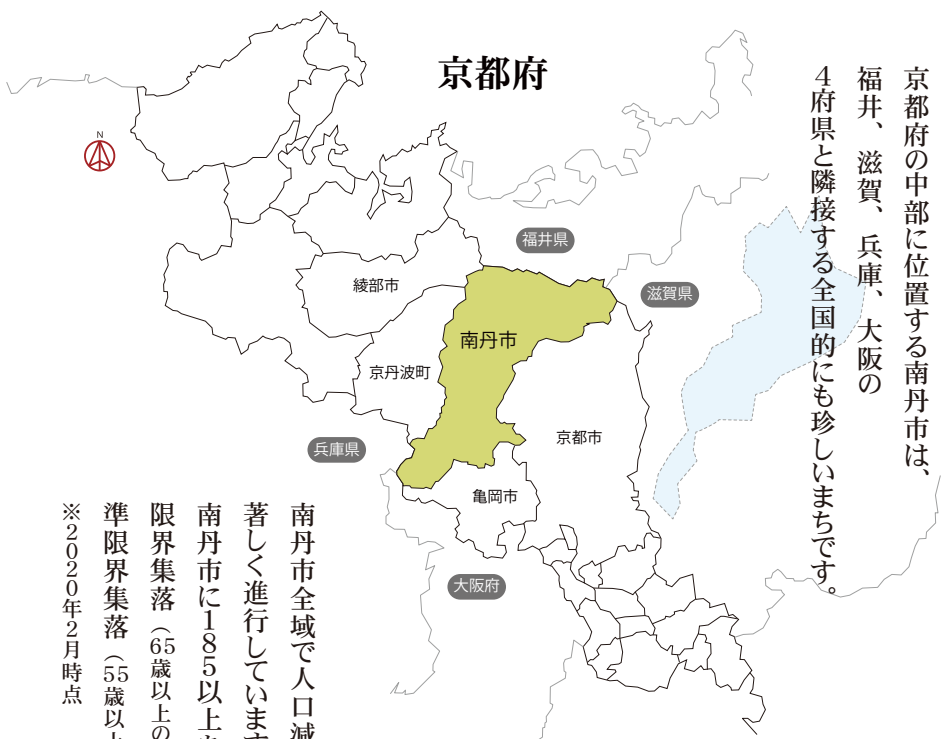 京都府
京都府の中部に位置する南丹市は、
福井、滋賀、兵庫、大阪の
4府県と隣接する全国的にも珍しいまちです。
N
福井県
滋賀県
綾部市
南丹市
京丹波町
京都市
兵庫県
亀岡市
大阪府
南丹市全域で人口減
著しく進行しています
南丹市に185以上
限界集落(65歳以上の
準限界集落(55歳以上
※2020年2月時点